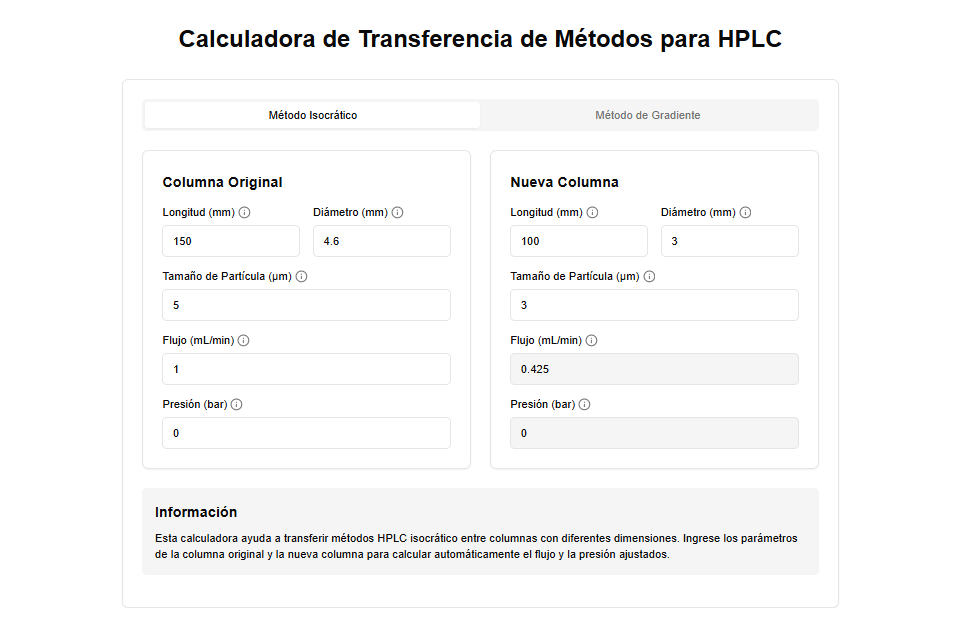 Calculadora de Transferencia de Métodos para HPLC
Método Isocrático
Método de Gradiente
Columna Original
Longitud (mm)
Diámetro (mm)
150
4.6
Tamaño de Partícula (µm)
5
Flujo (mL/min)
1
Presión (bar)
0
Nueva Columna
Longitud (mm)
Diámetro (mm)
100
3
Tamaño de Partícula (µm)
3
Flujo (mL/min)
0.425
Presión (bar)
0
Información
Esta calculadora ayuda a transferir métodos HPLC isocrático entre columnas con diferentes dimensiones. Ingrese los parámetros
de la columna original y la nueva columna para calcular automáticamente el flujo y la presión ajustados.